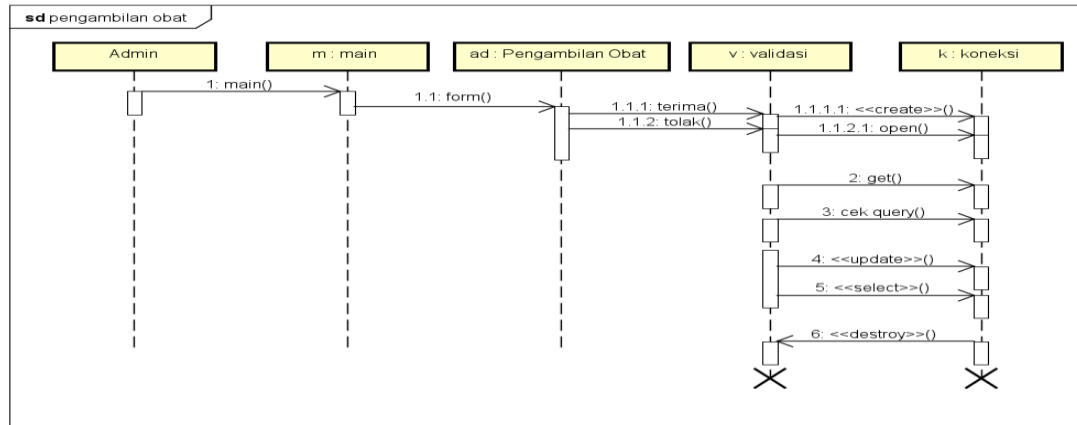 sd pengambilan obat
Admin
m : main
ad : Pengambilan Obat
v : validasi
k : koneksi
1: main()
1.1: form()
1.1.1: terima()
1.1.1.1: <<create>>()
1.1.2: tolak()
1.1.2.1: open()
2: get()
3: cek query()
4: <<update>>()
5: <<select>>()
6: <<destroy>>()